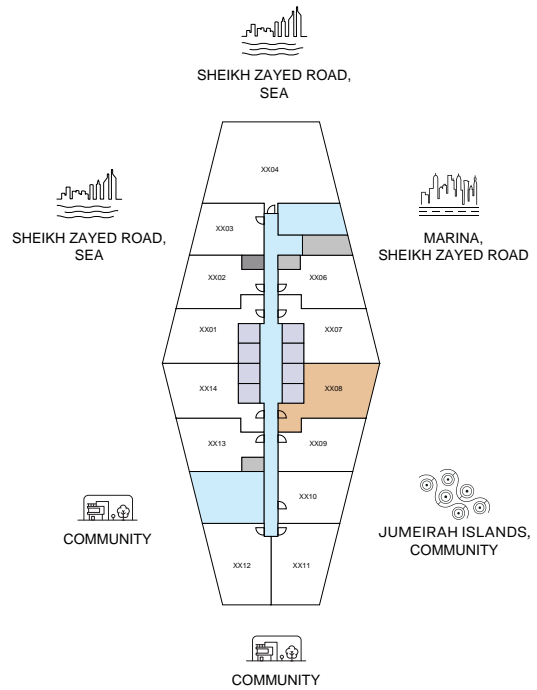 SHEIKH ZAYED ROAD,
SEA
XX04
SHEIKH ZAYED ROAD,
SEA
XX03
MARINA,
SHEIKH ZAYED ROAD
XX02
XX06
XX01
XX07
XX14
XX08
XX13
XX09
XX10
COMMUNITY
JUMEIRAH ISLANDS,
COMMUNITY
XX12
XX11
COMMUNITY